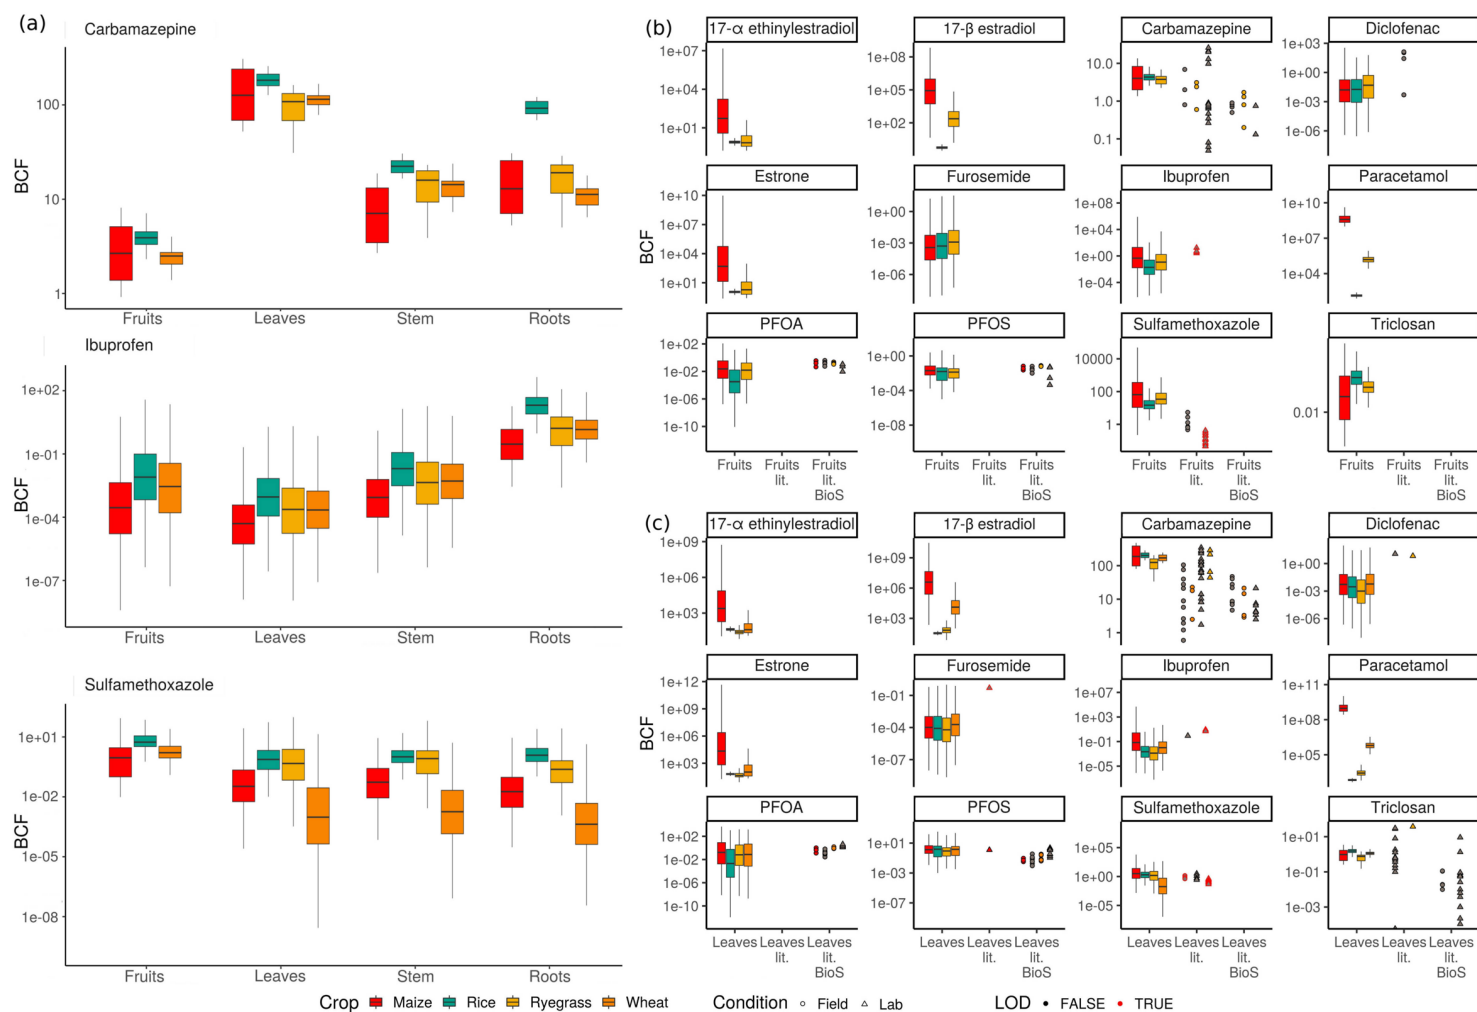 (a)
Carbamazepine
BCF
100
10
1
Fruits Leaves Stem Roots
Ibuprofen
BCF
1e+02
1e-01
1e-04
1e-07
Fruits Leaves Stem Roots
Sulfamethoxazole
BCF
1e+01
1e-02
1e-05
1e-08
Fruits Leaves Stem Roots
(b)
BCF
17-α ethinylestradiol
1e+07
1e+01
17-β estradiol
1e+08
1e+05
1e+02
Carbamazepine
10.0
1.0
0.1
Diclofenac
1e+03
1e+00
1e-03
1e-06
Estrone
1e+10
1e+07
1e+04
1e+01
Furosemide
1e+00
1e-03
1e-06
Ibuprofen
1e+08
1e+04
1e+00
1e-04
Paracetamol
1e+10
1e+07
1e+04
PFOA
1e+02
1e-02
1e-06
1e-10
PFOS
1e+00
1e-04
1e-08
Sulfamethoxazole
10000
100
1
Triclosan
0.01
Fruits Fruits lit. Fruits lit. BioS
Fruits Fruits lit. Fruits lit. BioS
Fruits Fruits lit. Fruits lit. BioS
Fruits Fruits lit. Fruits lit. BioS
(c)
BCF
17-α ethinylestradiol
1e+09
1e+03
17-β estradiol
1e+09
1e+03
Carbamazepine
100
10
1
Diclofenac
1e+00
1e-03
1e-06
Estrone
1e+12
1e+03
Furosemide
1e-01
1e-04
1e-07
Ibuprofen
1e+07
1e+03
1e-01
1e-05
Paracetamol
1e+11
1e+08
1e+05
PFOA
1e+02
1e-02
1e-06
1e-10
PFOS
1e-01
1e-03
1e-07
Sulfamethoxazole
1e+05
1e+00
1e-05
Triclosan
1e-01
1e-01
1e-03
Leaves Leaves lit. Leaves lit. BioS
Leaves Leaves lit. Leaves lit. BioS
Leaves Leaves lit. Leaves lit. BioS
Leaves Leaves lit. Leaves lit. BioS
Crop Maize Rice Ryegrass Wheat Condition Field Lab LOD FALSE TRUE